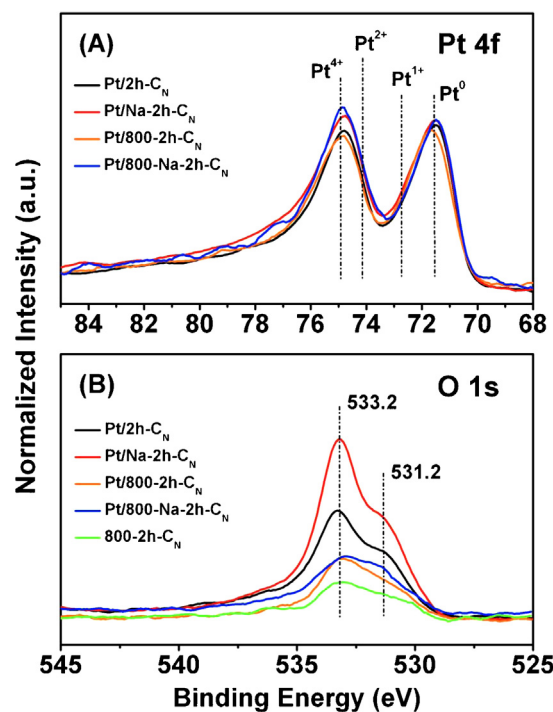 (A)
Pt 4f
Pt4+
Pt2+
Pt1+
Pt0
Pt/2h-CN
Pt/Na-2h-CN
Pt/800-2h-CN
Pt/800-Na-2h-CN
84 82 80 78 76 74 72 70 68
Normalized Intensity (a.u.)
(B)
O 1s
533.2
531.2
Pt/2h-CN
Pt/Na-2h-CN
Pt/800-2h-CN
Pt/800-Na-2h-CN
800-2h-CN
545 540 535 530 525
Binding Energy (eV)